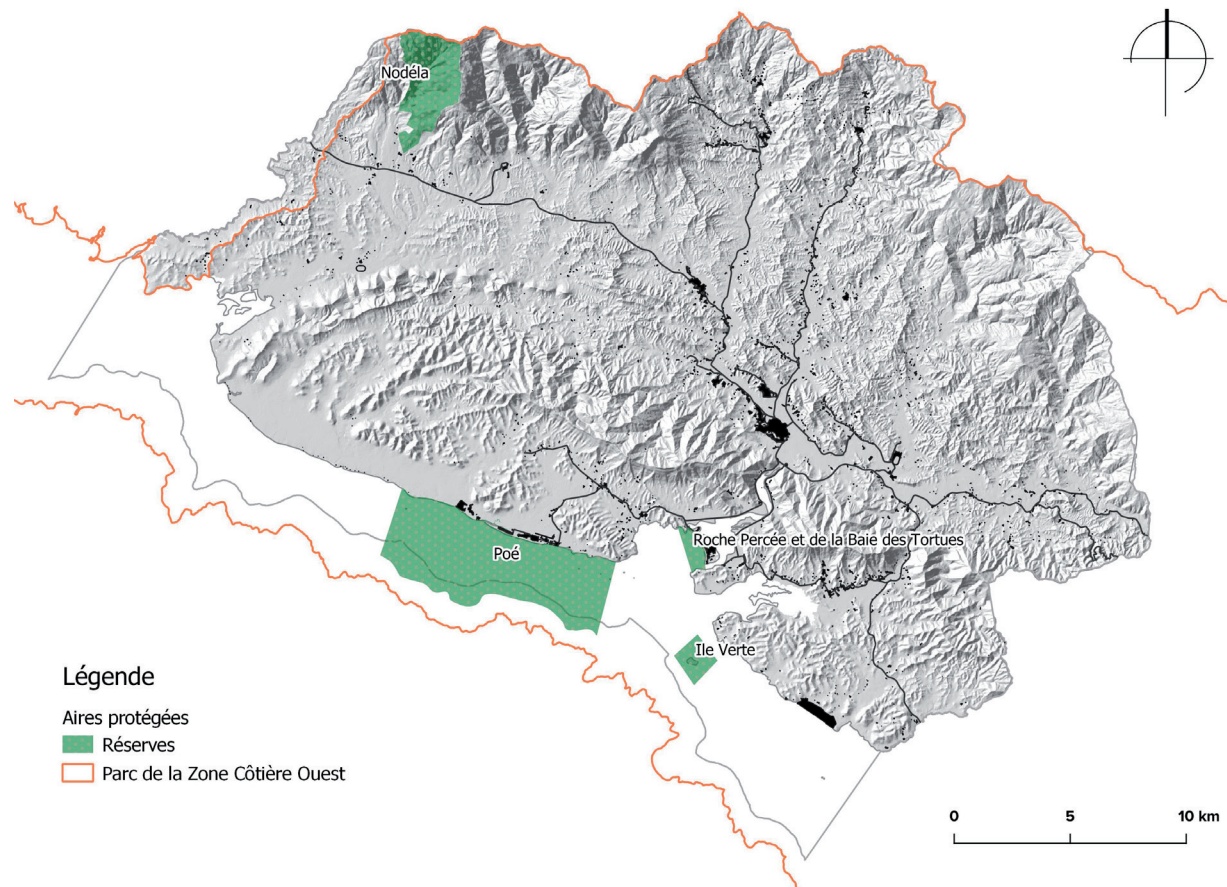 Nodéla
Roche Percée et de la Baie des Tortues
Poé
Ile Verte
Légende
Aires protégées
Réserves
Parc de la Zone Côtière Ouest
0 5 10 km